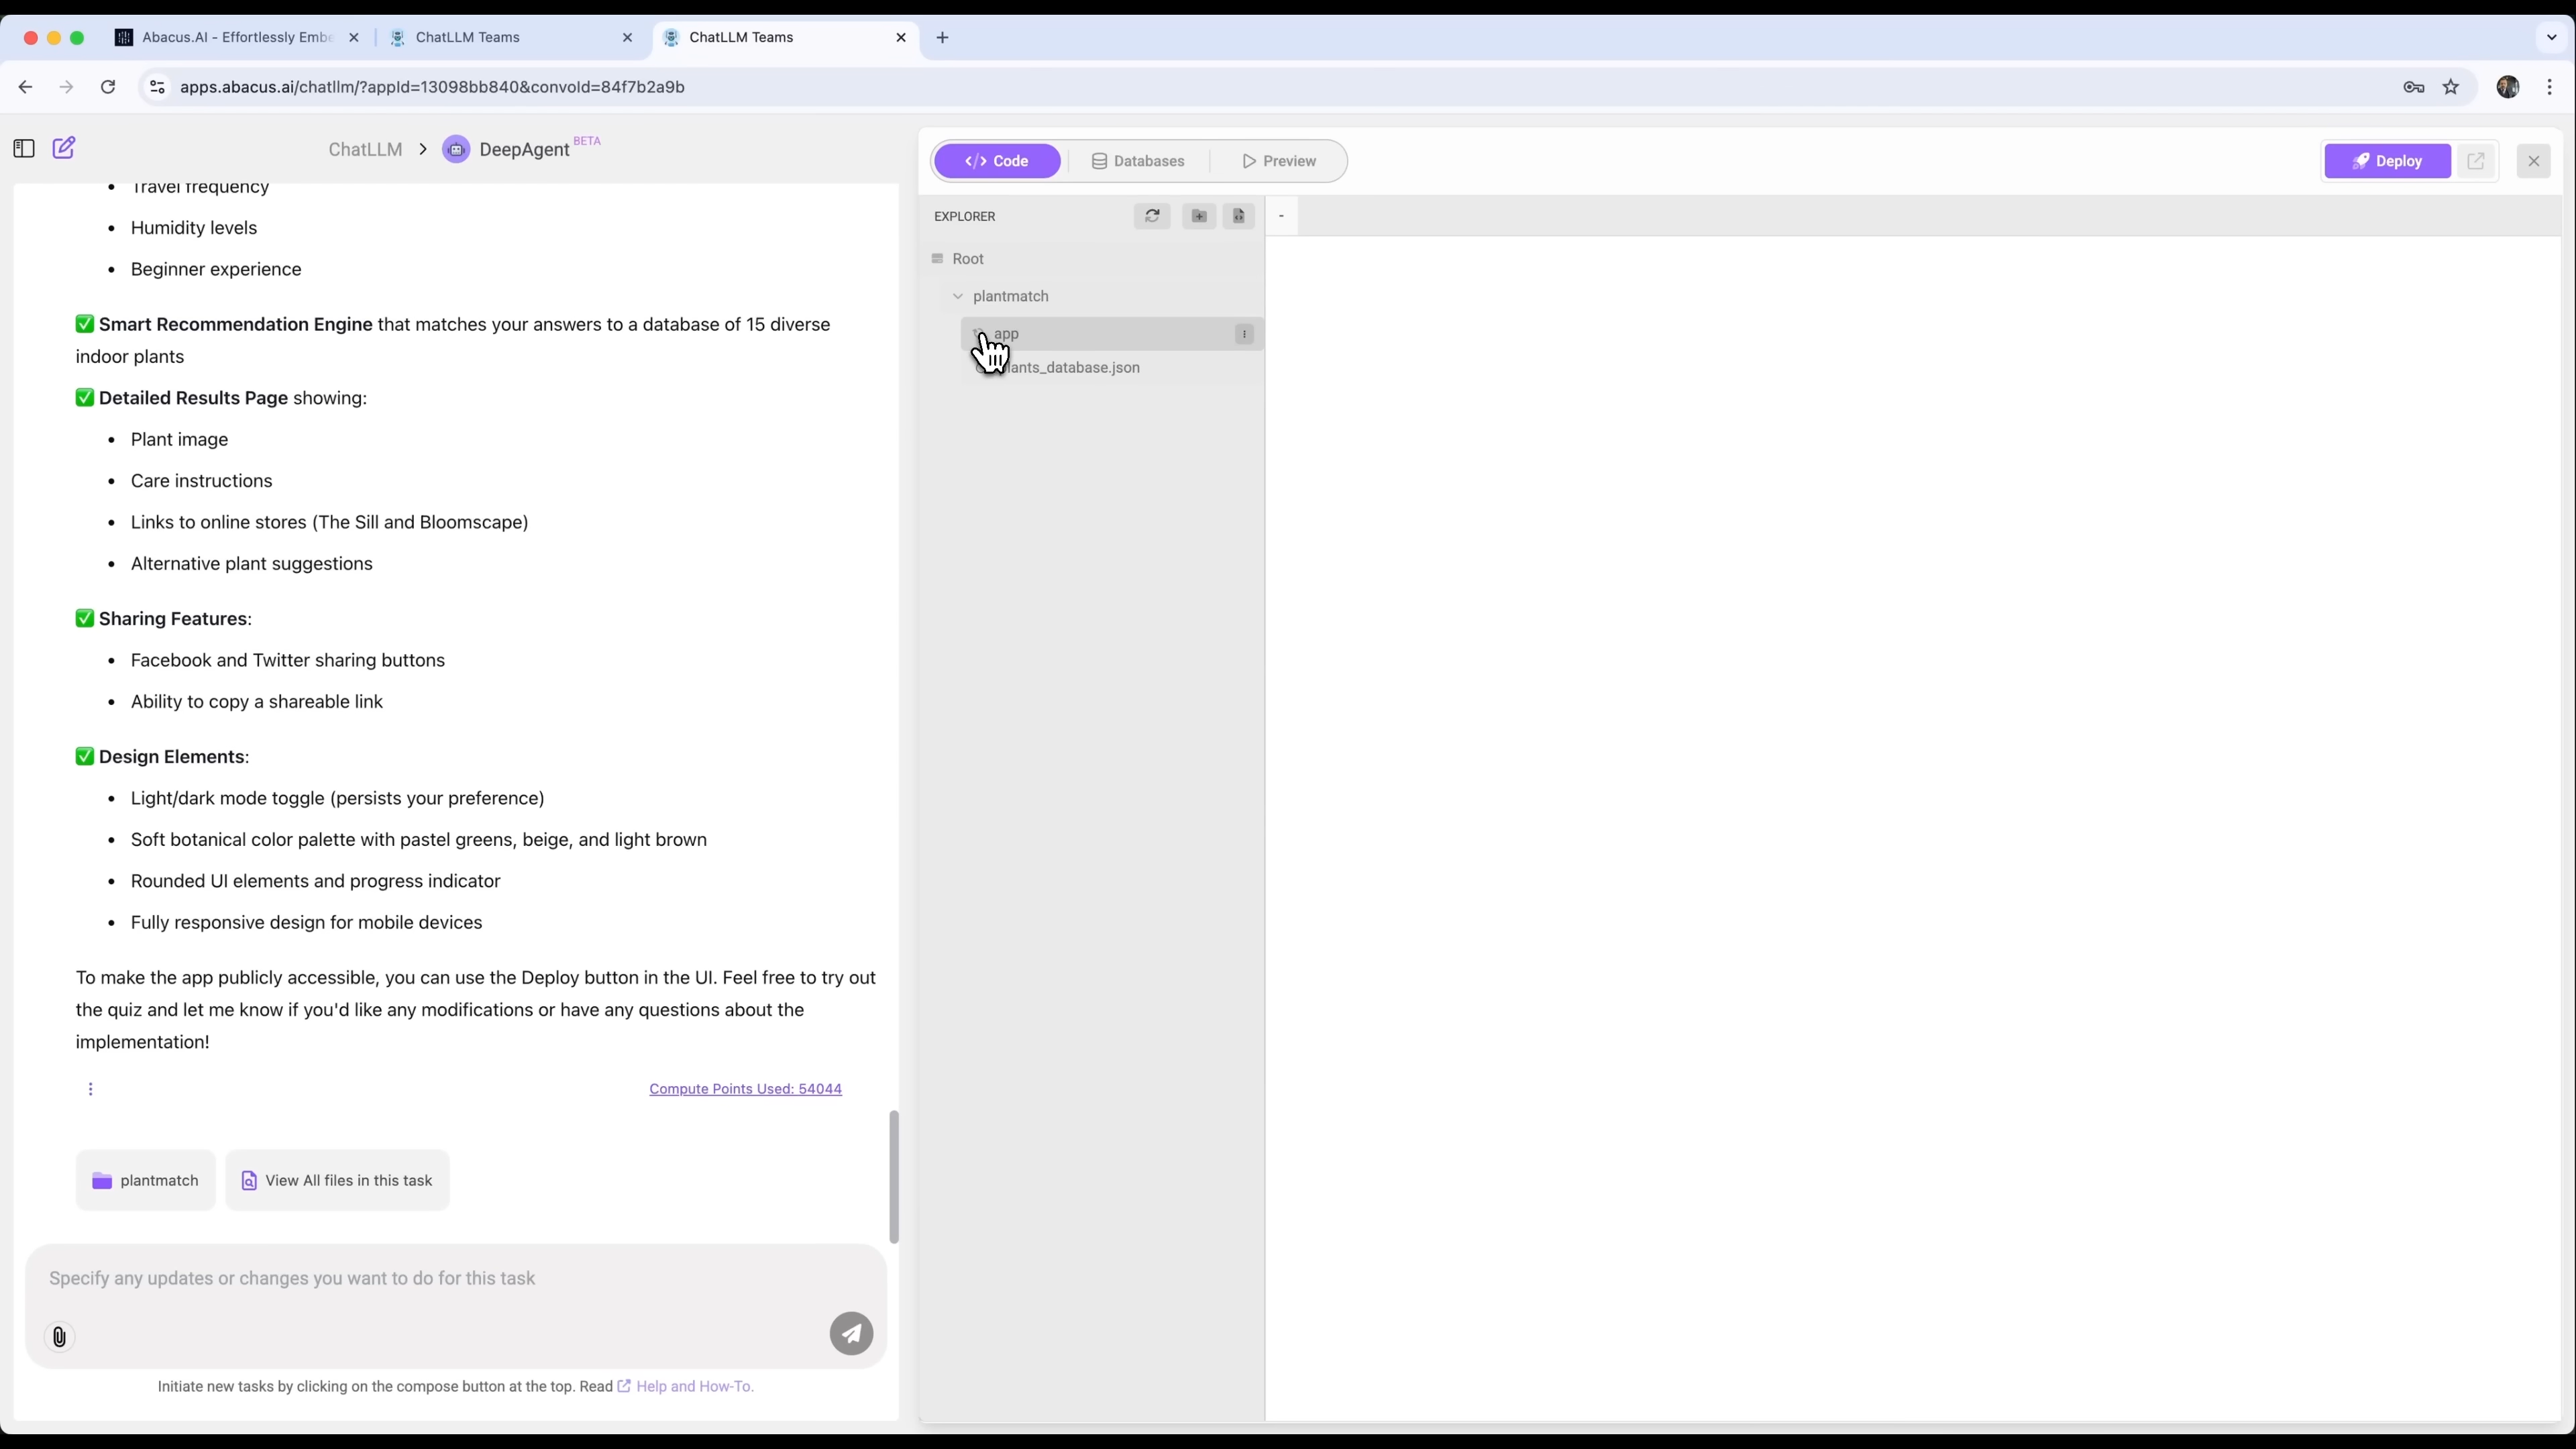 Abacus.AI - Effortlessly Embe
ChatLLM Teams
ChatLLM Teams
apps.abacus.ai/chatllm/?appId=13098bb840&convoId=84f7b2a9b
ChatLLM > DeepAgent BETA
• Travel frequency
• Humidity levels
• Beginner experience
✅ Smart Recommendation Engine that matches your answers to a database of 15 diverse
indoor plants
✅ Detailed Results Page showing:
• Plant image
• Care instructions
• Links to online stores (The Sill and Bloomscape)
• Alternative plant suggestions
✅ Sharing Features:
• Facebook and Twitter sharing buttons
• Ability to copy a shareable link
✅ Design Elements:
• Light/dark mode toggle (persists your preference)
• Soft botanical color palette with pastel greens, beige, and light brown
• Rounded UI elements and progress indicator
• Fully responsive design for mobile devices
To make the app publicly accessible, you can use the Deploy button in the UI. Feel free to try out
the quiz and let me know if you'd like any modifications or have any questions about the
implementation!
Compute Points Used: 54044
plantmatch
View All files in this task
Specify any updates or changes you want to do for this task
Initiate new tasks by clicking on the compose button at the top. Read Help and How-To.
</> Code
Databases
Preview
Deploy
EXPLORER
-
Root
plantmatch
app
lants_database.json